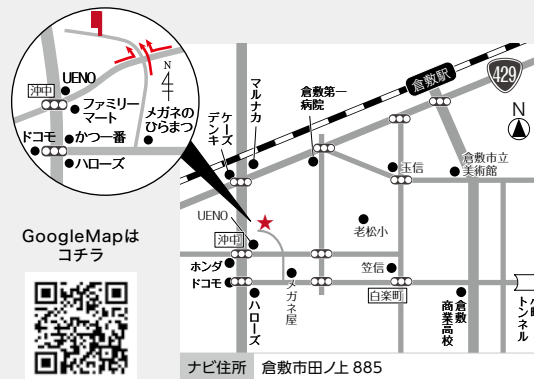 沖中
UENO
N
ファミリー
マート
ドコモ
かつ一番
メガネの
ひらまつ
ハローズ
GoogleMapは
コチラ
ケーズ
デンキ
マルナカ
倉敷第一
病院
倉敷駅
429
N
玉信
倉敷市立
美術館
UENO
沖中
老松小
ホンダ
ドコモ
ハローズ
メガネ屋
笠信
白楽町
倉敷
商業高校
トンネル
ナビ住所 倉敷市田ノ上 885